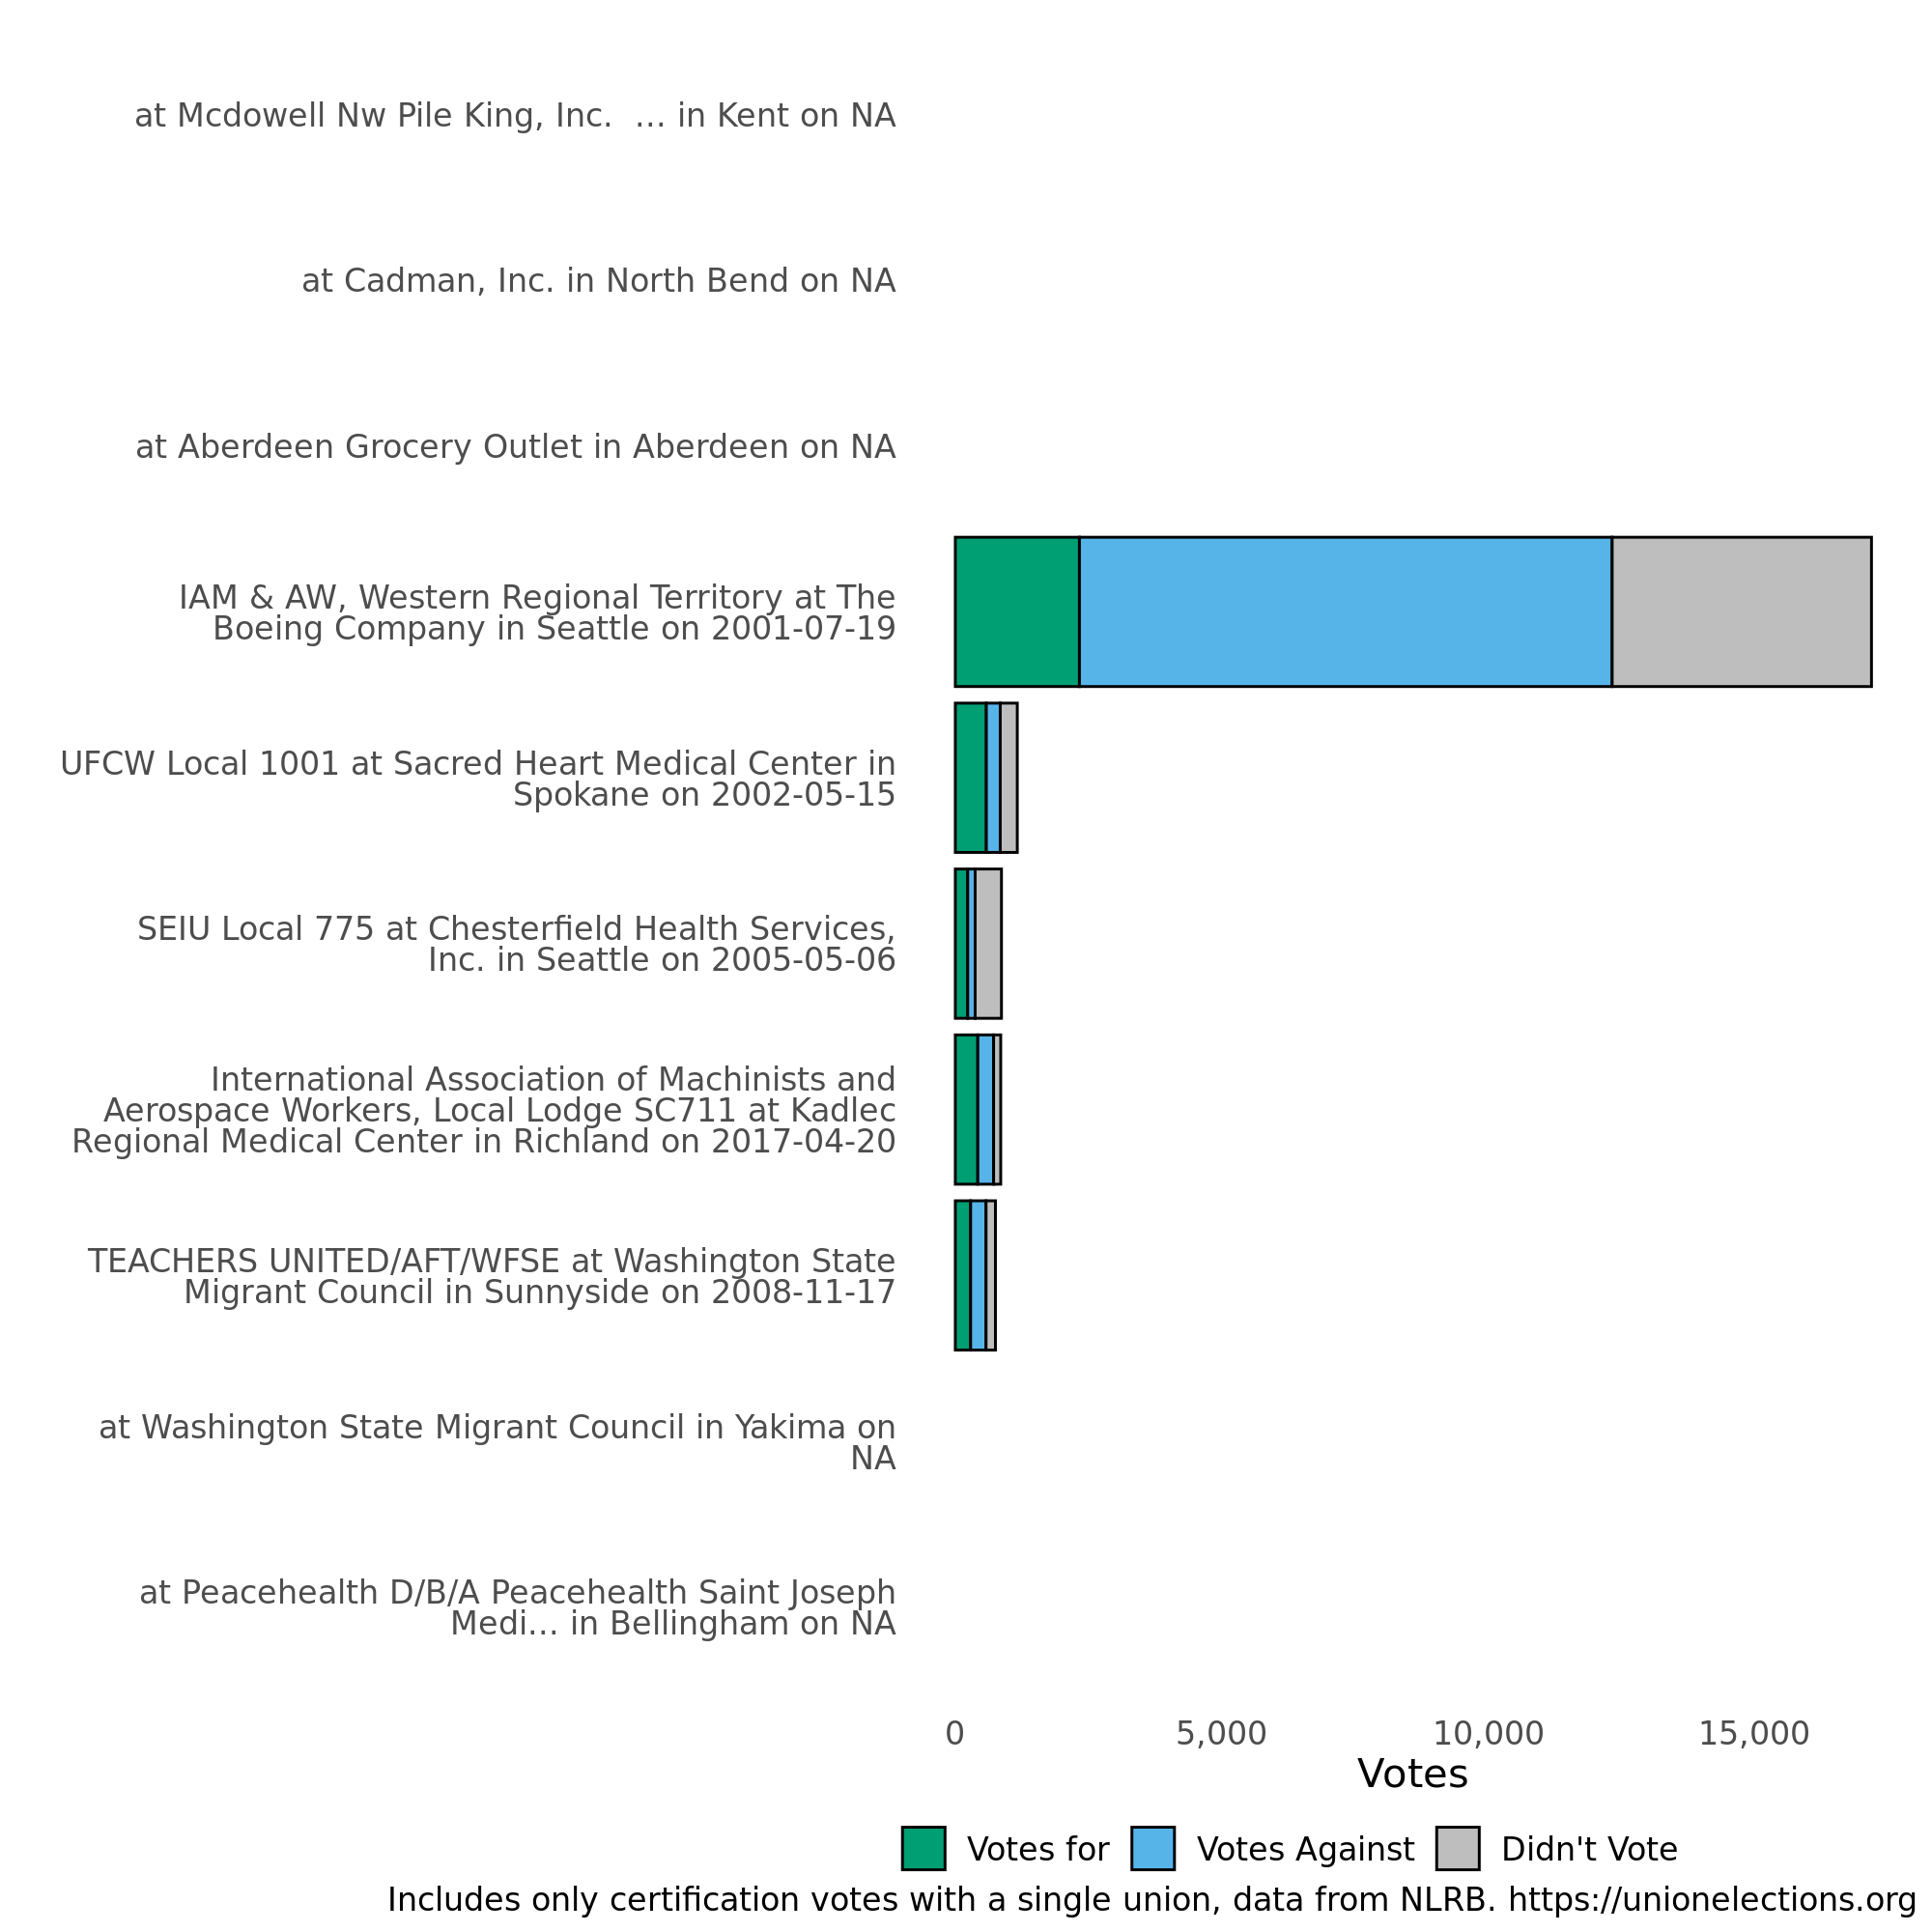 at Mcdowell Nw Pile King, Inc.  ... in Kent on NA
at Cadman, Inc. in North Bend on NA
at Aberdeen Grocery Outlet in Aberdeen on NA
IAM & AW, Western Regional Territory at The
Boeing Company in Seattle on 2001-07-19
UFCW Local 1001 at Sacred Heart Medical Center in
Spokane on 2002-05-15
SEIU Local 775 at Chesterfield Health Services,
Inc. in Seattle on 2005-05-06
International Association of Machinists and
Aerospace Workers, Local Lodge SC711 at Kadlec
Regional Medical Center in Richland on 2017-04-20
TEACHERS UNITED/AFT/WFSE at Washington State
Migrant Council in Sunnyside on 2008-11-17
at Washington State Migrant Council in Yakima on
NA
at Peacehealth D/B/A Peacehealth Saint Joseph
Medi... in Bellingham on NA
0 5,000 10,000 15,000
Votes
Votes for Votes Against Didn't Vote
Includes only certification votes with a single union, data from NLRB. https://unionelections.org